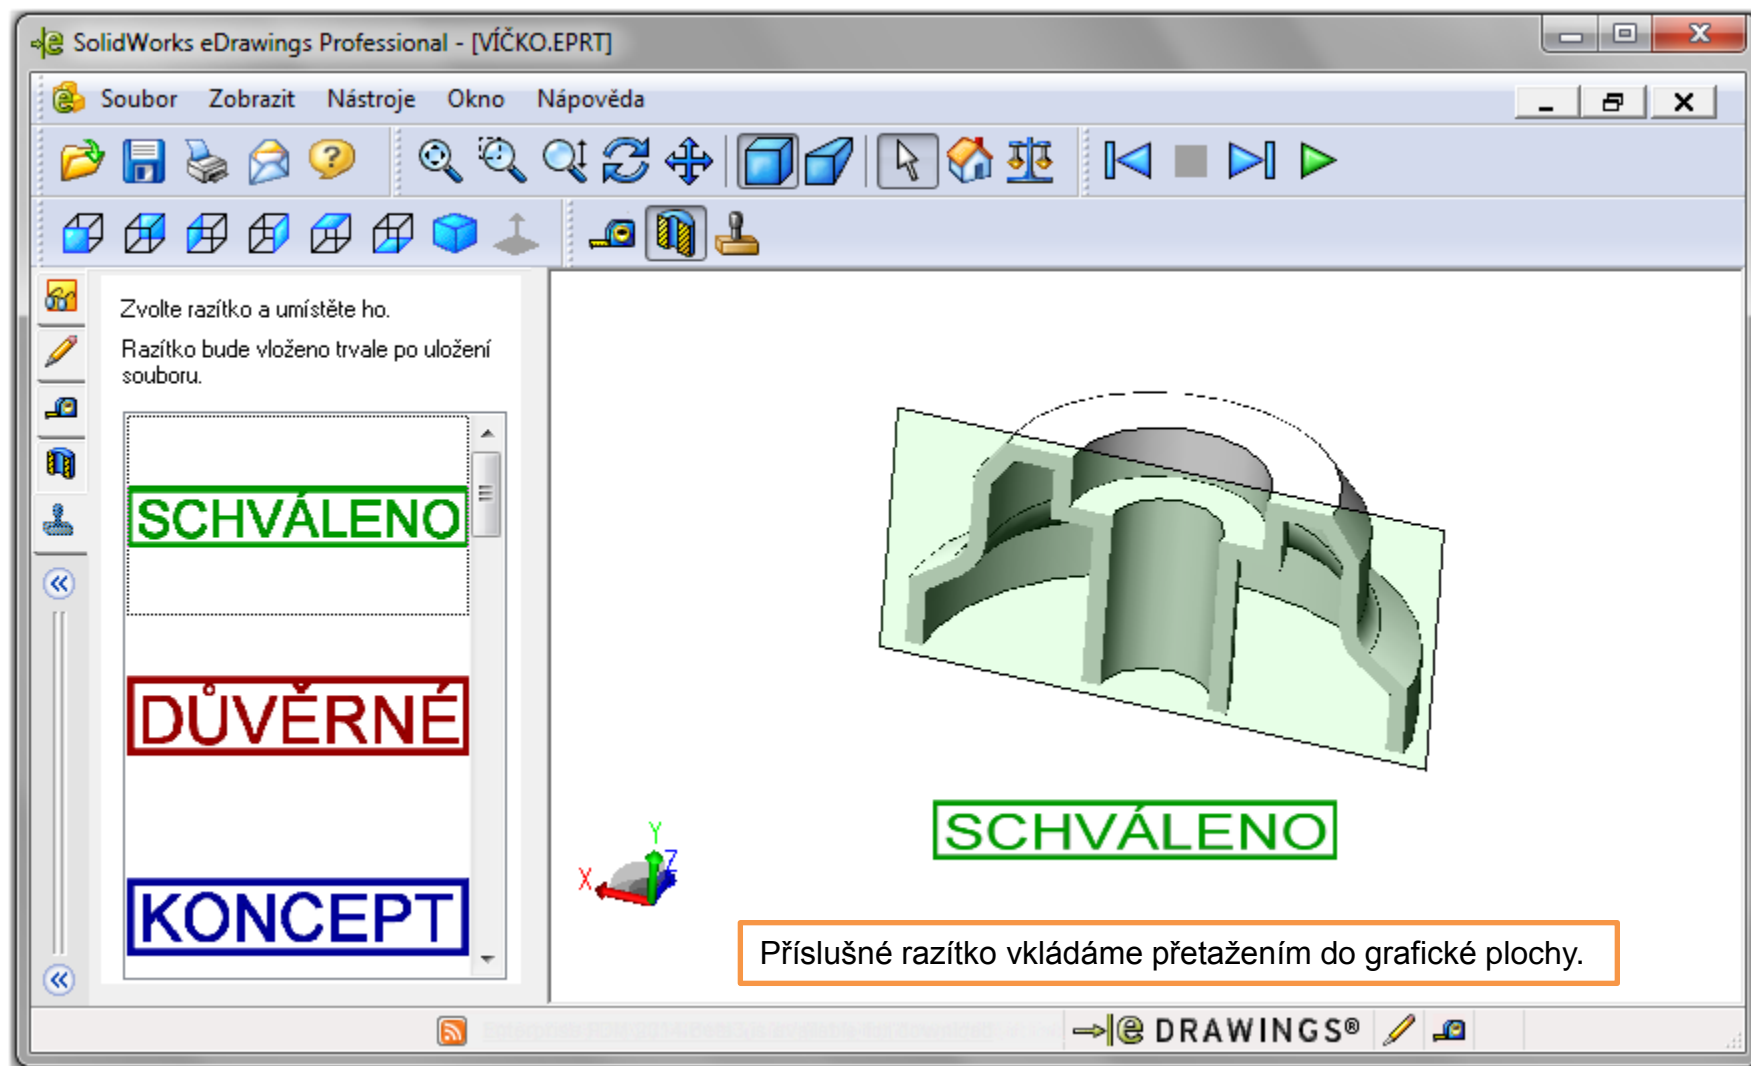 SolidWorks eDrawings Professional - [VÍČKO.EPRT]
Soubor Zobrazit Nástroje Okno Nápověda
Zvolte razítko a umístěte ho.
Razítko bude vloženo trvale po uložení
souboru.
SCHVÁLENO
DŮVĚRNÉ
KONCEPT
Y
Z
X
SCHVÁLENO
Příslušné razítko vkládáme přetažením do grafické plochy.
DRAWINGS®